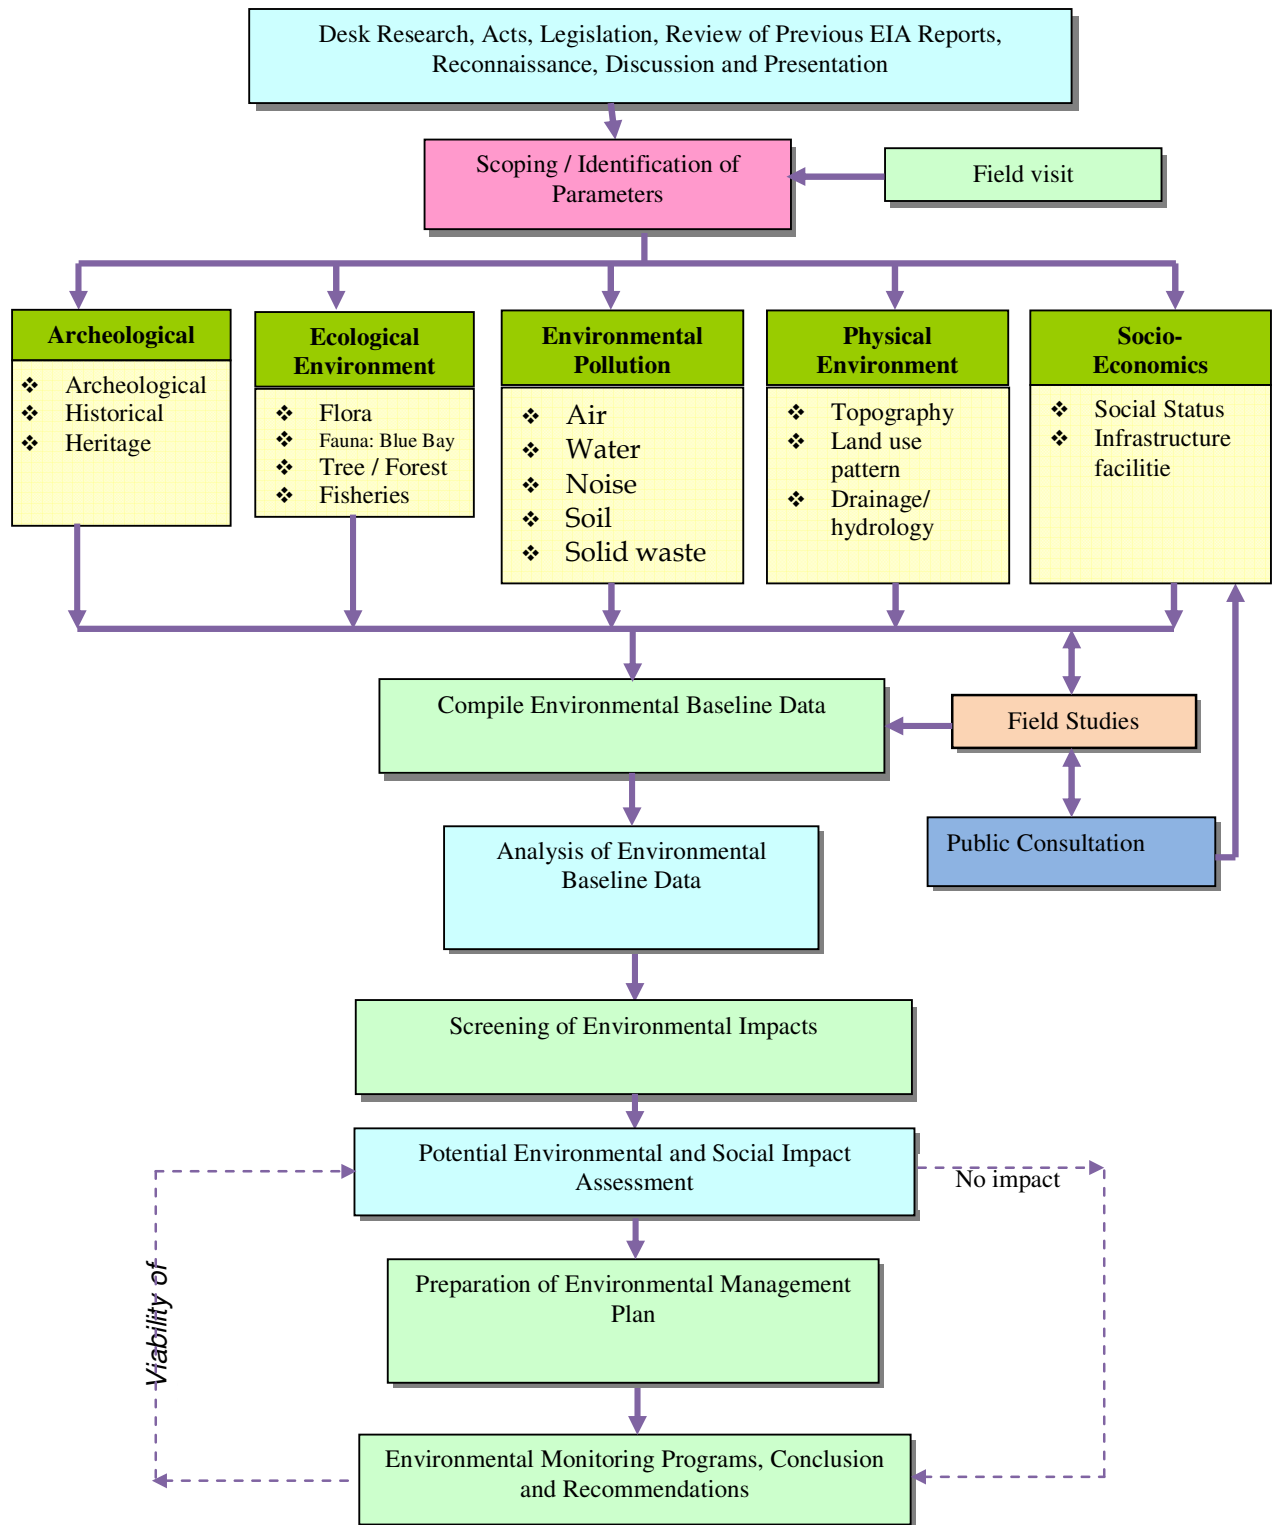 Desk Research, Acts, Legislation, Review of Previous EIA Reports,
Reconnaissance, Discussion and Presentation
Scoping / Identification of
Parameters
Field visit
Archeological
❖ Archeological
❖ Historical
❖ Heritage
Ecological
Environment
❖ Flora
❖ Fauna: Blue Bay
❖ Tree / Forest
❖ Fisheries
Environmental
Pollution
❖ Air
❖ Water
❖ Noise
❖ Soil
❖ Solid waste
Physical
Environment
❖ Topography
❖ Land use
pattern
❖ Drainage/
hydrology
Socio-
Economics
❖ Social Status
❖ Infrastructure
facilitie
Compile Environmental Baseline Data
Field Studies
Public Consultation
Analysis of Environmental
Baseline Data
Screening of Environmental Impacts
Potential Environmental and Social Impact
Assessment
No impact
Viability of
Preparation of Environmental Management
Plan
Environmental Monitoring Programs, Conclusion
and Recommendations